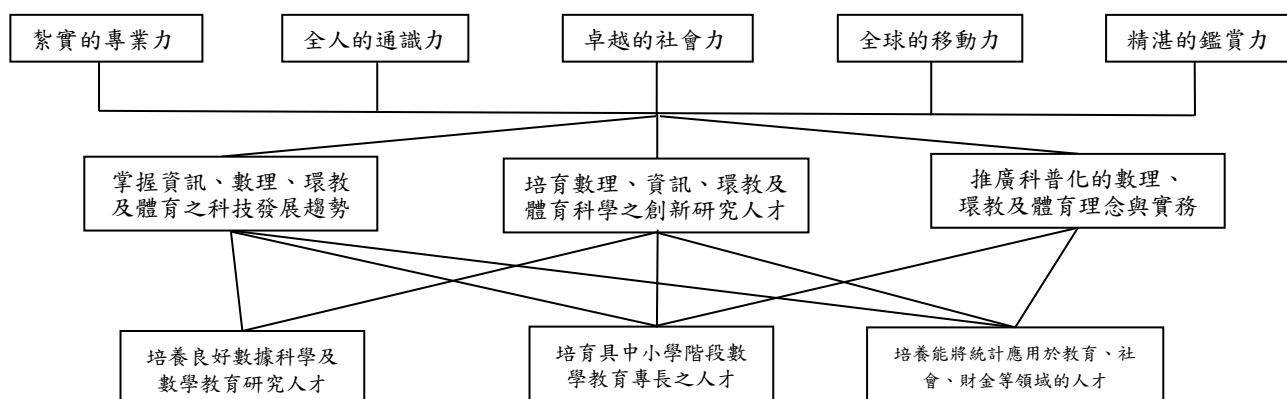 紮實的專業力
全人的通識力
卓越的社會力
全球的移動力
精湛的鑑賞力
掌握資訊、數理、環教
及體育之科技發展趨勢
培育數理、資訊、環教及
體育科學之創新研究人才
推廣科普化的數理、
環教及體育理念與實務
培養良好數據科學及
數學教育研究人才
培育具中小學階段數
學教育專長之人才
培養能將統計應用於教育、社
會、財金等領域的人才